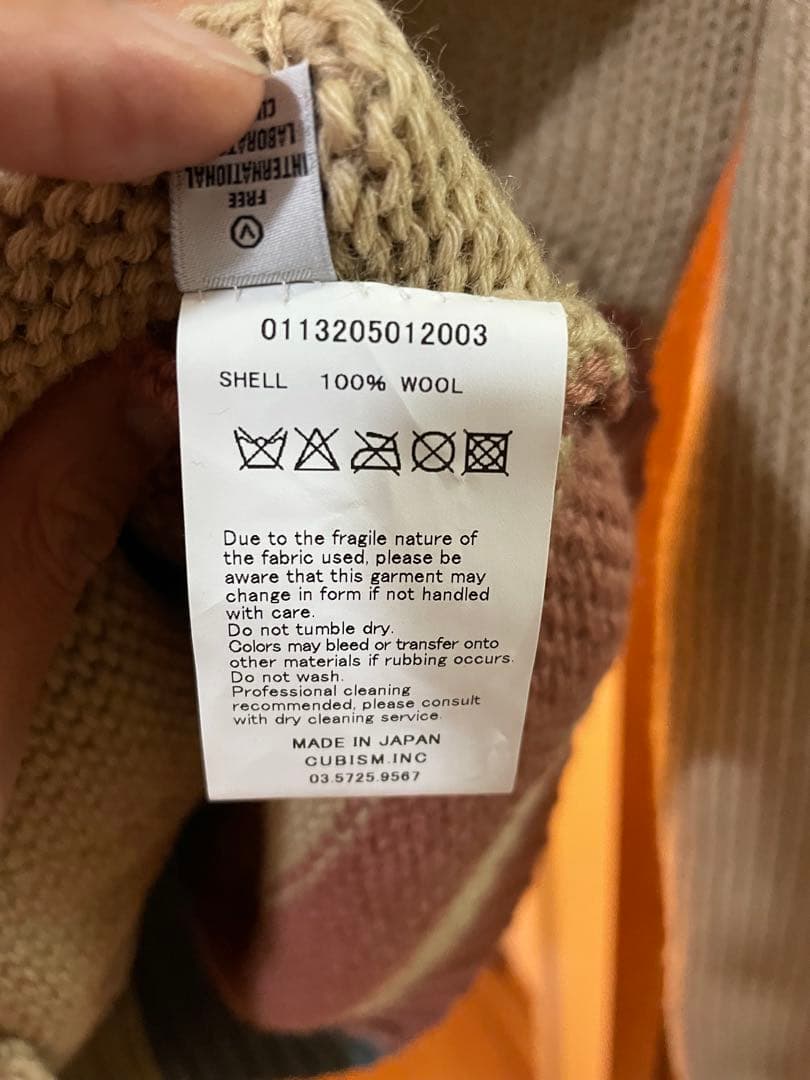 LABORAT
INTERNATIONAL
FREE
V
0113205012003
SHELL 100% WOOL
Due to the fragile nature of
the fabric used, please be
aware that this garment may
change in form if not handled
with care.
Do not tumble dry.
Colors may bleed or transfer onto
other materials if rubbing occurs.
Do not wash.
Professional cleaning
recommended, please consult
with dry cleaning service.
MADE IN JAPAN
CUBISM.INC
03.5725.9567